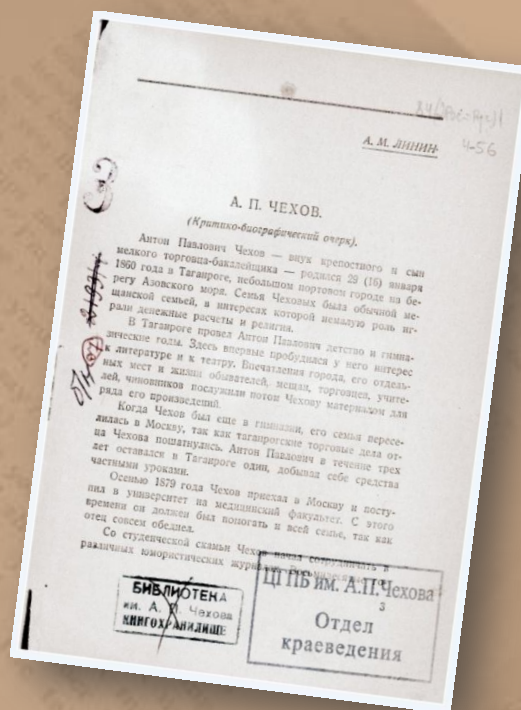 А. М. ЛИНИН
Ч-56
А. П. ЧЕХОВ.
(Критико-биографический очерк).
Антон Павлович Чехов — внук крепостного и сын
мелкого торговца-бакалейщика — родился 29 (16) января
1860 года в Таганроге, небольшом портовом городе на бе-
регу Азовского моря. Семья Чеховых была обычной ме-
щанской семьей, в интересах которой немалую роль иг-
рали денежные расчеты и религия.
В Таганроге провел Антон Павлович детство и гимна-
зические годы. Здесь впервые пробудился у него интерес
к литературе и к театру. Впечатления города, его отдель-
ных мест и жизни обывателей, мещан, торговцев, учите-
лей, чиновников послужили потом Чехову материалом для
ряда его произведений.
Когда Чехов был еще в гимназии, его семья пересе-
лилась в Москву, так как таганрогские торговые дела от-
ца Чехова пошатнулись. Антон Павлович в течение трех
лет оставался в Таганроге один, добывая себе средства
частными уроками.
Осенью 1879 года Чехов приехал в Москву и посту-
пил в университет на медицинский факультет. С этого
времени он должен был помогать и всей семье, так как
отец совсем обеднел.
Со студенческой скамьи Чехов начал сотрудничать в
различных юмористических
БИБЛИОТЕКА
им. А. П. Чехова
КНИГОХРАНИЛИЩЕ
ЦГПБ им. А.П.Чехова
3
Отдел
краеведения